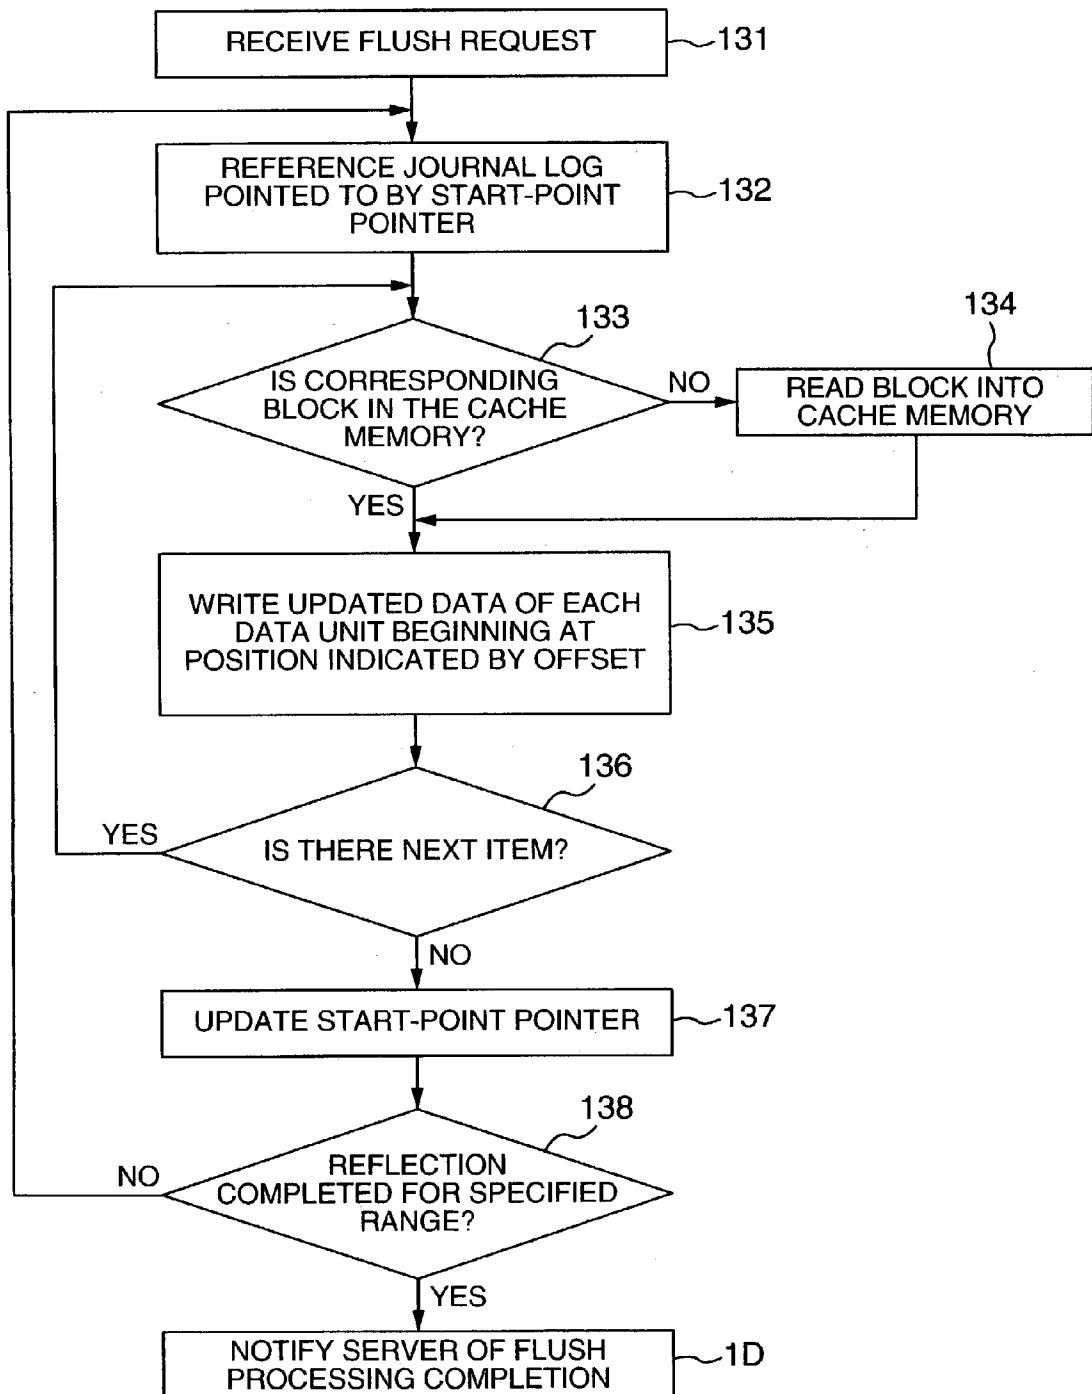 RECEIVE FLUSH REQUEST
131
REFERENCE JOURNAL LOG
POINTED TO BY START-POINT
POINTER
132
133
IS CORRESPONDING
BLOCK IN THE CACHE
MEMORY?
NO
134
READ BLOCK INTO
CACHE MEMORY
YES
WRITE UPDATED DATA OF EACH
DATA UNIT BEGINNING AT
POSITION INDICATED BY OFFSET
135
136
YES
IS THERE NEXT ITEM?
NO
UPDATE START-POINT POINTER
137
138
NO
REFLECTION
COMPLETED FOR SPECIFIED
RANGE?
YES
NOTIFY SERVER OF FLUSH
PROCESSING COMPLETION
1D